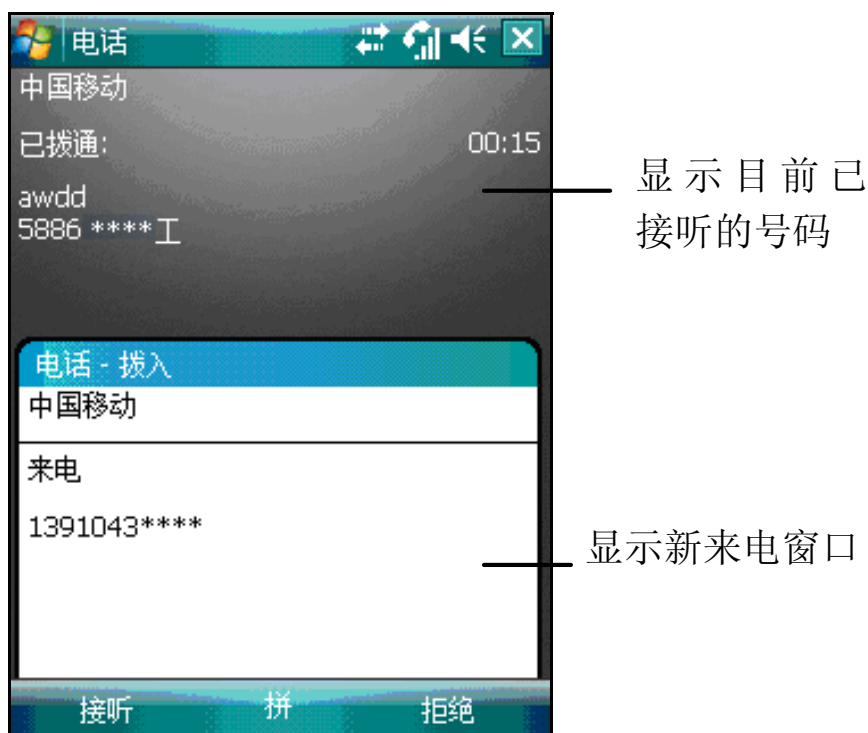 电话
中国移动
已拨通: 00:15
awdd
5886 ****工
显示目前已
接听的号码
电话 - 拨入
中国移动
来电
1391043****
显示新来电窗口
接听 拼 拒绝